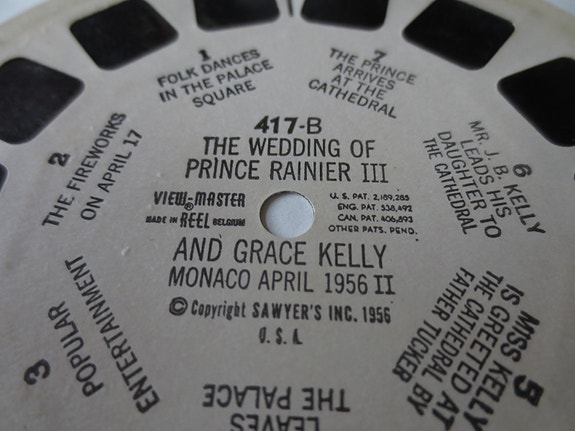 1
FOLK DANCES
IN THE PALACE
SQUARE
7
THE PRINCE
ARRIVES
AT THE
CATHEDRAL
417-B
THE WEDDING OF
PRINCE RAINIER III
VIEW-MASTER
®
MADE IN REEL BELGIUM
U. S. PAT. 2,189,285
ENG. PAT. 538,492
CAN. PAT. 406,893
OTHER PATS. PEND.
AND GRACE KELLY
MONACO APRIL 1956 II
© Copyright SAWYER'S INC. 1956
U.S.A.
2
THE FIREWORKS
ON APRIL 17
3
POPULAR
ENTERTAINMENT
LEAVES
THE PALACE
5
MISS KELLY
IS GREETED AT
THE CATHEDRAL BY
FATHER TUCKER
6
MR. J. B. KELLY
LEADS HIS
DAUGHTER TO
THE CATHEDRAL